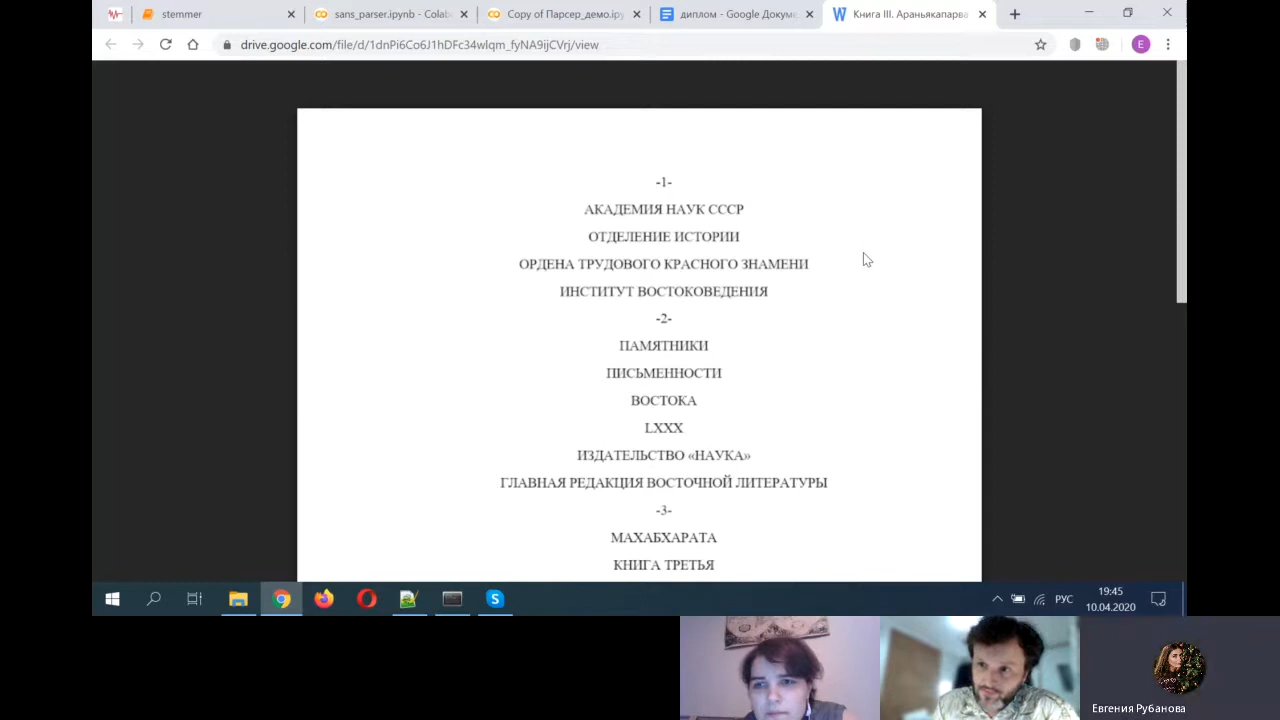 stemmer
sans_parser.ipynb - Colab
Copy of Парсер_демо.ipy
диплом - Google Докуме
Книга III. Араньякапарва
drive.google.com/file/d/1dnPi6Co6J1hDFc34wlqm_fyNA9ijCVrj/view
E
-1-
АКАДЕМИЯ НАУК СССР
ОТДЕЛЕНИЕ ИСТОРИИ
ОРДЕНА ТРУДОВОГО КРАСНОГО ЗНАМЕНИ
ИНСТИТУТ ВОСТОКОВЕДЕНИЯ
-2-
ПАМЯТНИКИ
ПИСЬМЕННОСТИ
ВОСТОКА
LXXX
ИЗДАТЕЛЬСТВО «НАУКА»
ГЛАВНАЯ РЕДАКЦИЯ ВОСТОЧНОЙ ЛИТЕРАТУРЫ
-3-
МАХАБХАРАТА
КНИГА ТРЕТЬЯ
РУС
19:45
10.04.2020
Евгения Рубанова